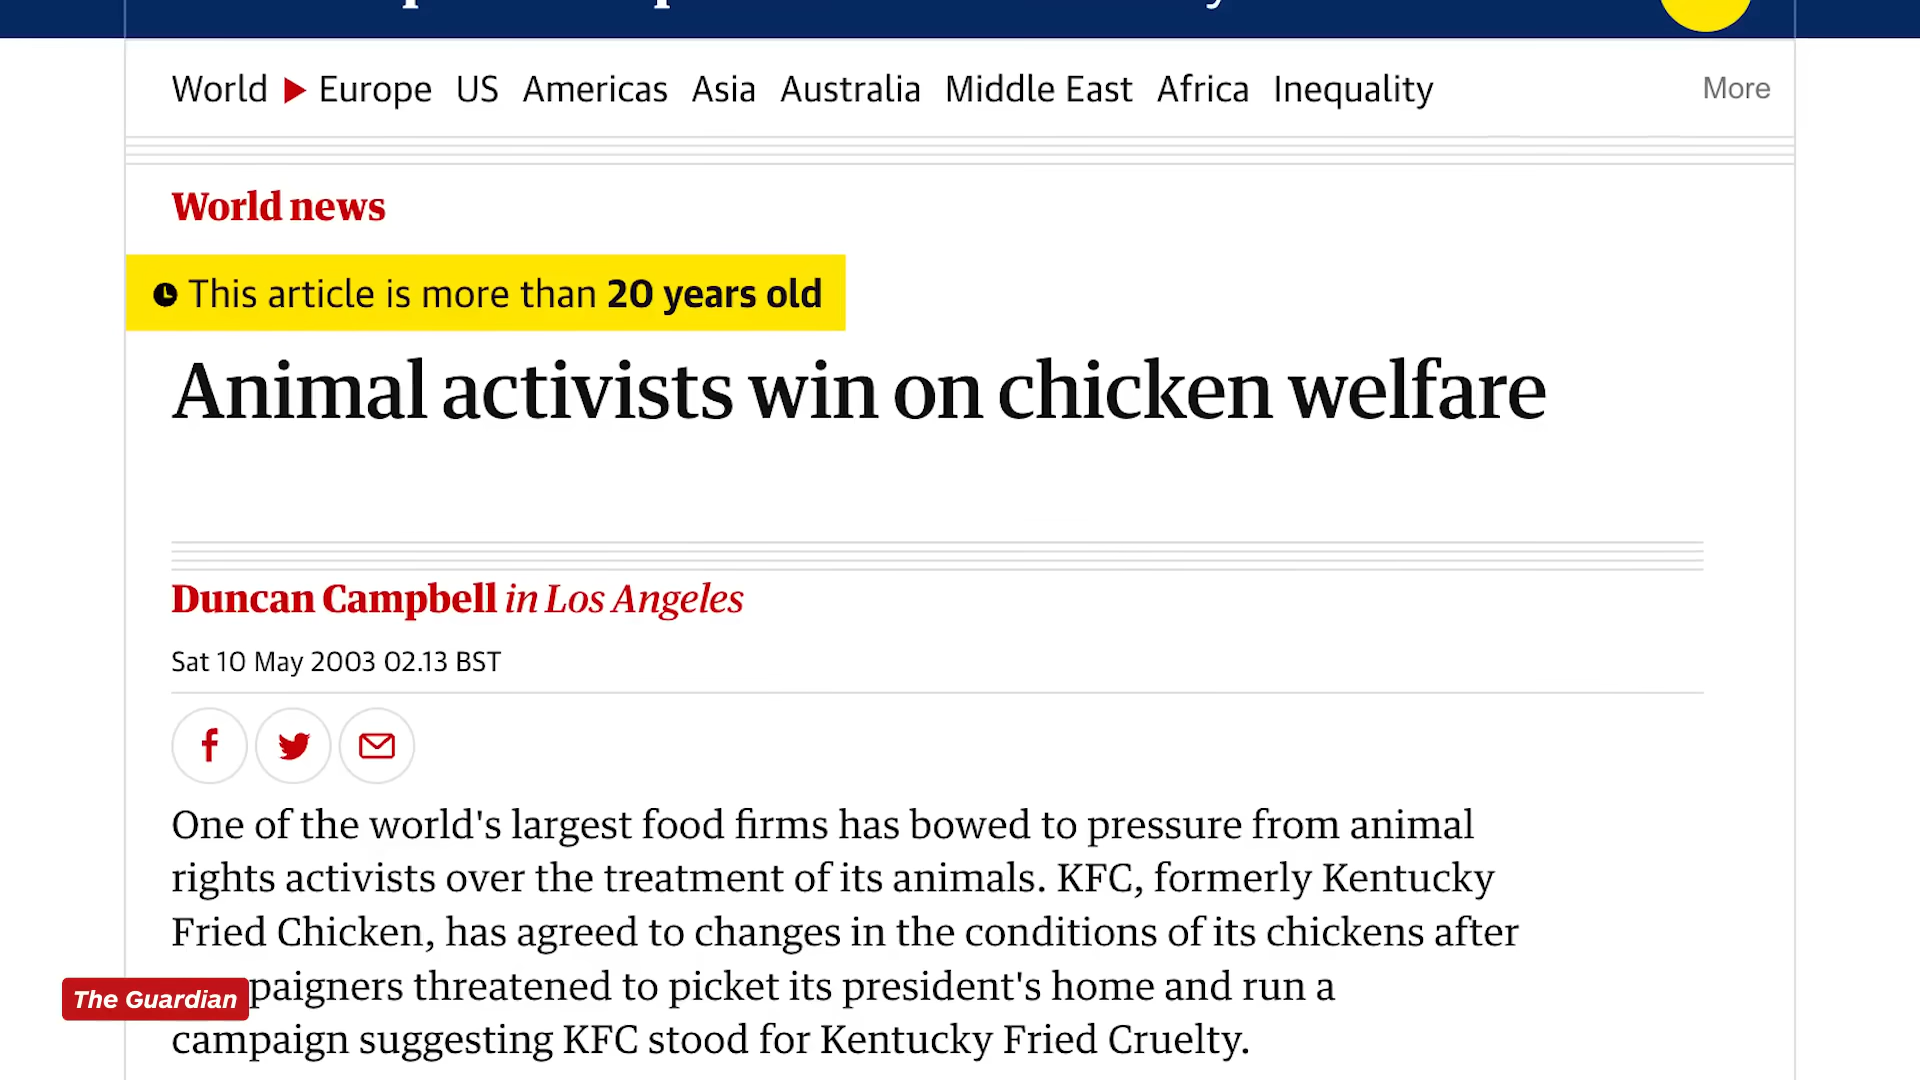 World Europe US Americas Asia Australia Middle East Africa Inequality More
World news
This article is more than 20 years old
Animal activists win on chicken welfare
Duncan Campbell in Los Angeles
Sat 10 May 2003 02.13 BST
One of the world's largest food firms has bowed to pressure from animal
rights activists over the treatment of its animals. KFC, formerly Kentucky
Fried Chicken, has agreed to changes in the conditions of its chickens after
paigners threatened to picket its president's home and run a
The Guardian
campaign suggesting KFC stood for Kentucky Fried Cruelty.